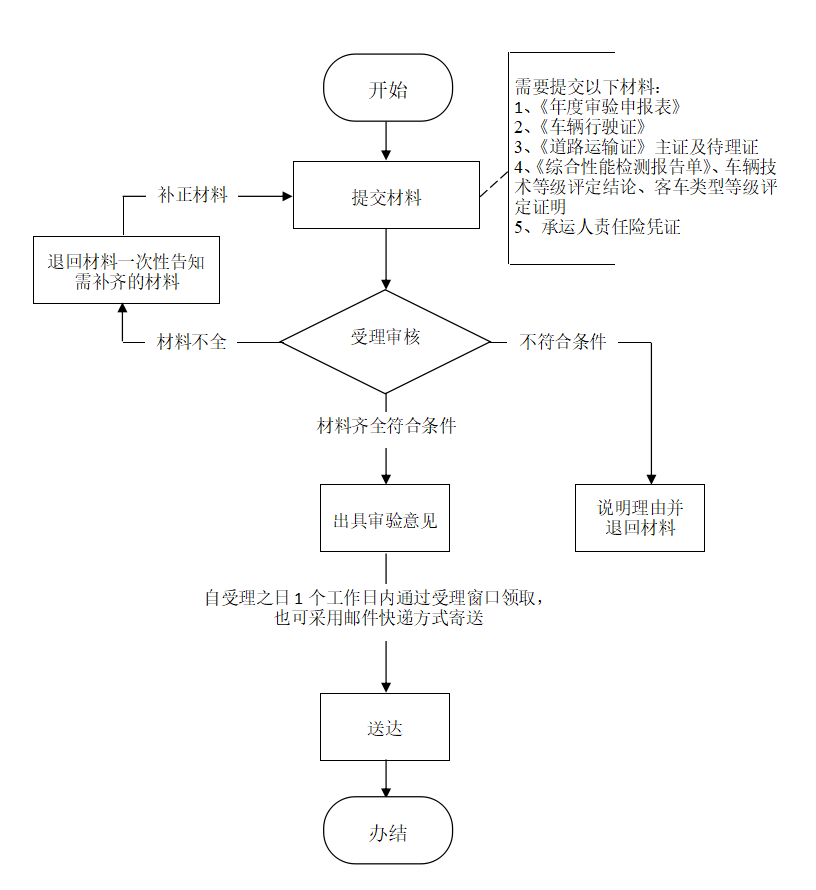 开始
需要提交以下材料：
1、《年度审验申报表》
2、《车辆行驶证》
3、《道路运输证》主证及待理证
4、《综合性能检测报告单》、车辆技
术等级评定结论、客车类型等级评
定证明
5、承运人责任险凭证
补正材料
提交材料
退回材料一次性告知
需补齐的材料
材料不全
受理审核
不符合条件
材料齐全符合条件
出具审验意见
说明理由并
退回材料
自受理之日1个工作日内通过受理窗口领取，
也可采用邮件快递方式寄送
送达
办结